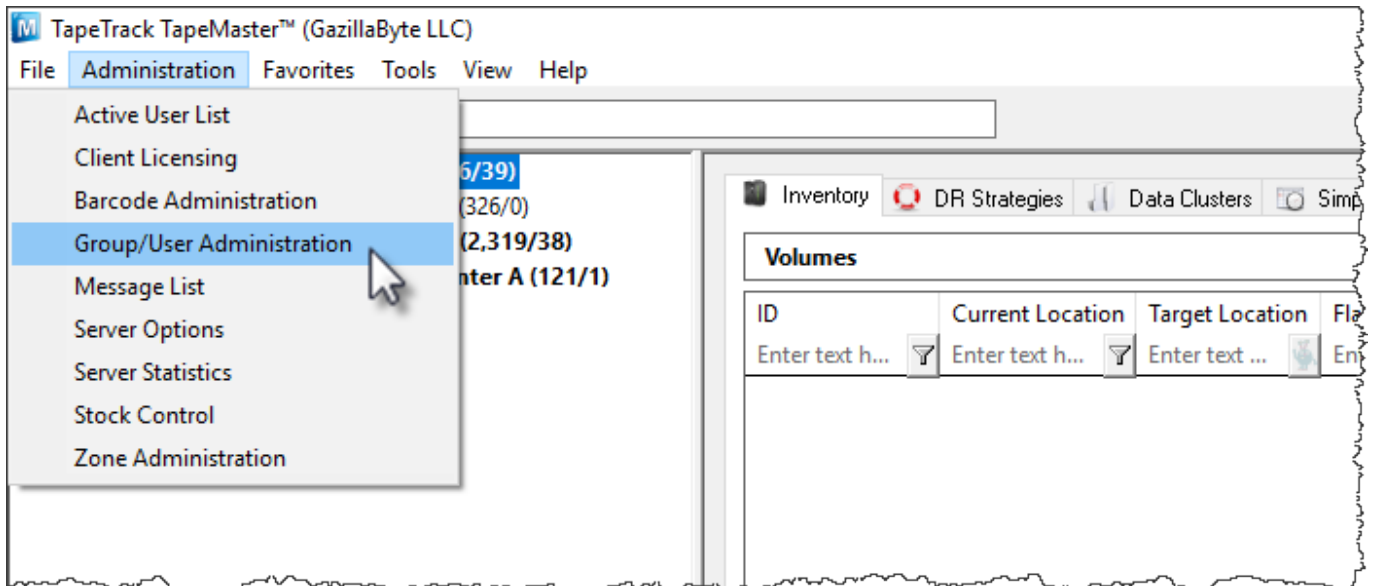 TapeTrack TapeMaster™ (GazillaByte LLC)
File Administration Favorites Tools View Help
Active User List
Client Licensing
Barcode Administration
Group/User Administration
Message List
Server Options
Server Statistics
Stock Control
Zone Administration
6/39)
(326/0)
(2,319/38)
nter A (121/1)
Inventory DR Strategies Data Clusters Simp
Volumes
ID Current Location Target Location Fla
Enter text h... Enter text h... Enter text ... En